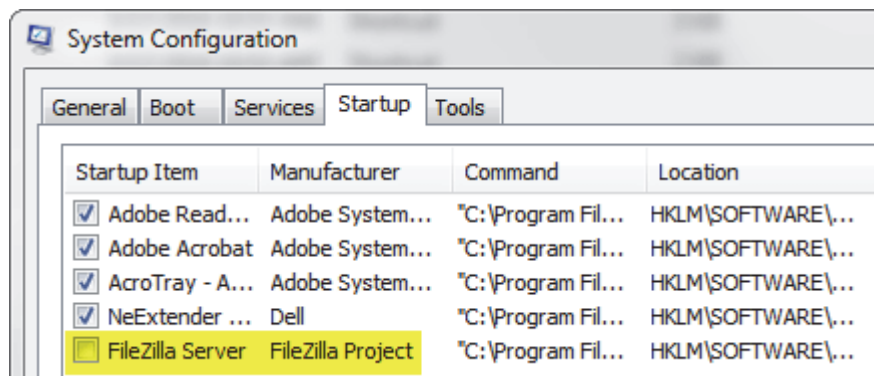 System Configuration
General Boot Services Startup Tools
Startup Item Manufacturer Command Location
Adobe Read... Adobe System... "C:\Program Fil... HKLM\SOFTWARE\...
Adobe Acrobat Adobe System... "C:\Program Fil... HKLM\SOFTWARE\...
AcroTray - A... Adobe System... "C:\Program Fil... HKLM\SOFTWARE\...
NeExtender ... Dell "C:\Program Fil... HKLM\SOFTWARE\...
FileZilla Server FileZilla Project "C:\Program Fil... HKLM\SOFTWARE\...